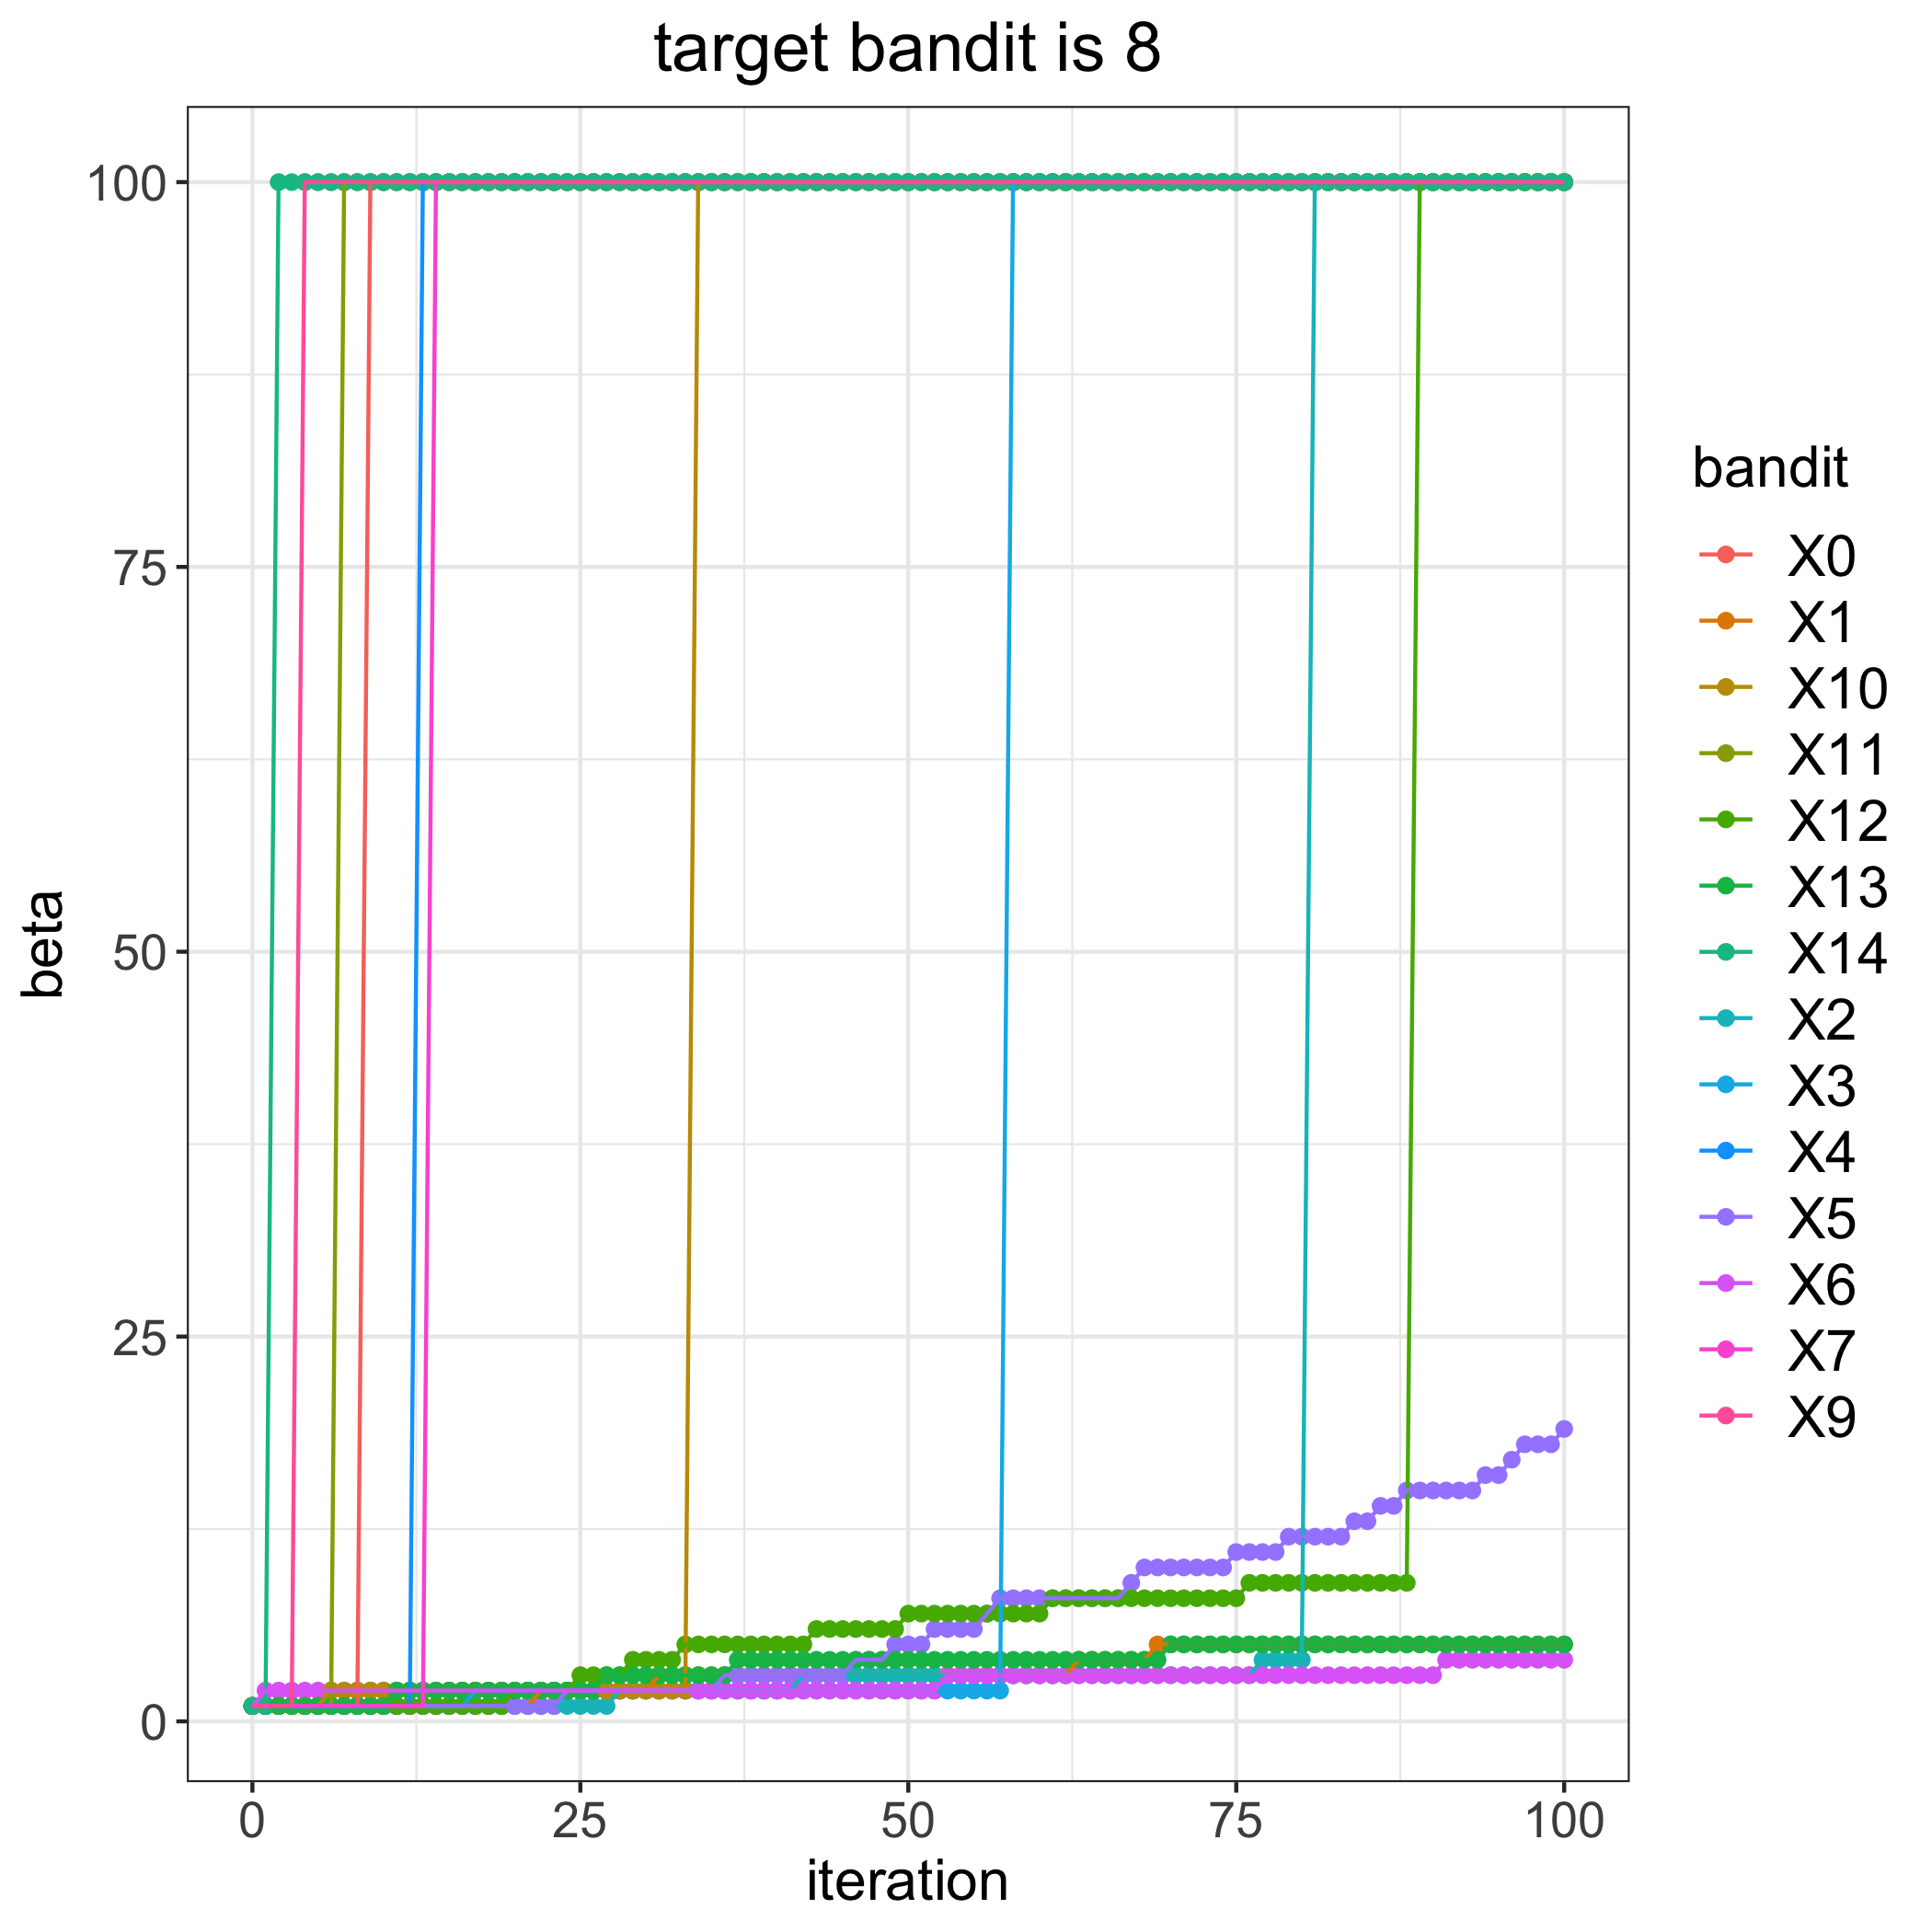 target bandit is 8
100
75
50
25
0
beta
0 25 50 75 100
iteration
bandit
X0
X1
X10
X11
X12
X13
X14
X2
X3
X4
X5
X6
X7
X9